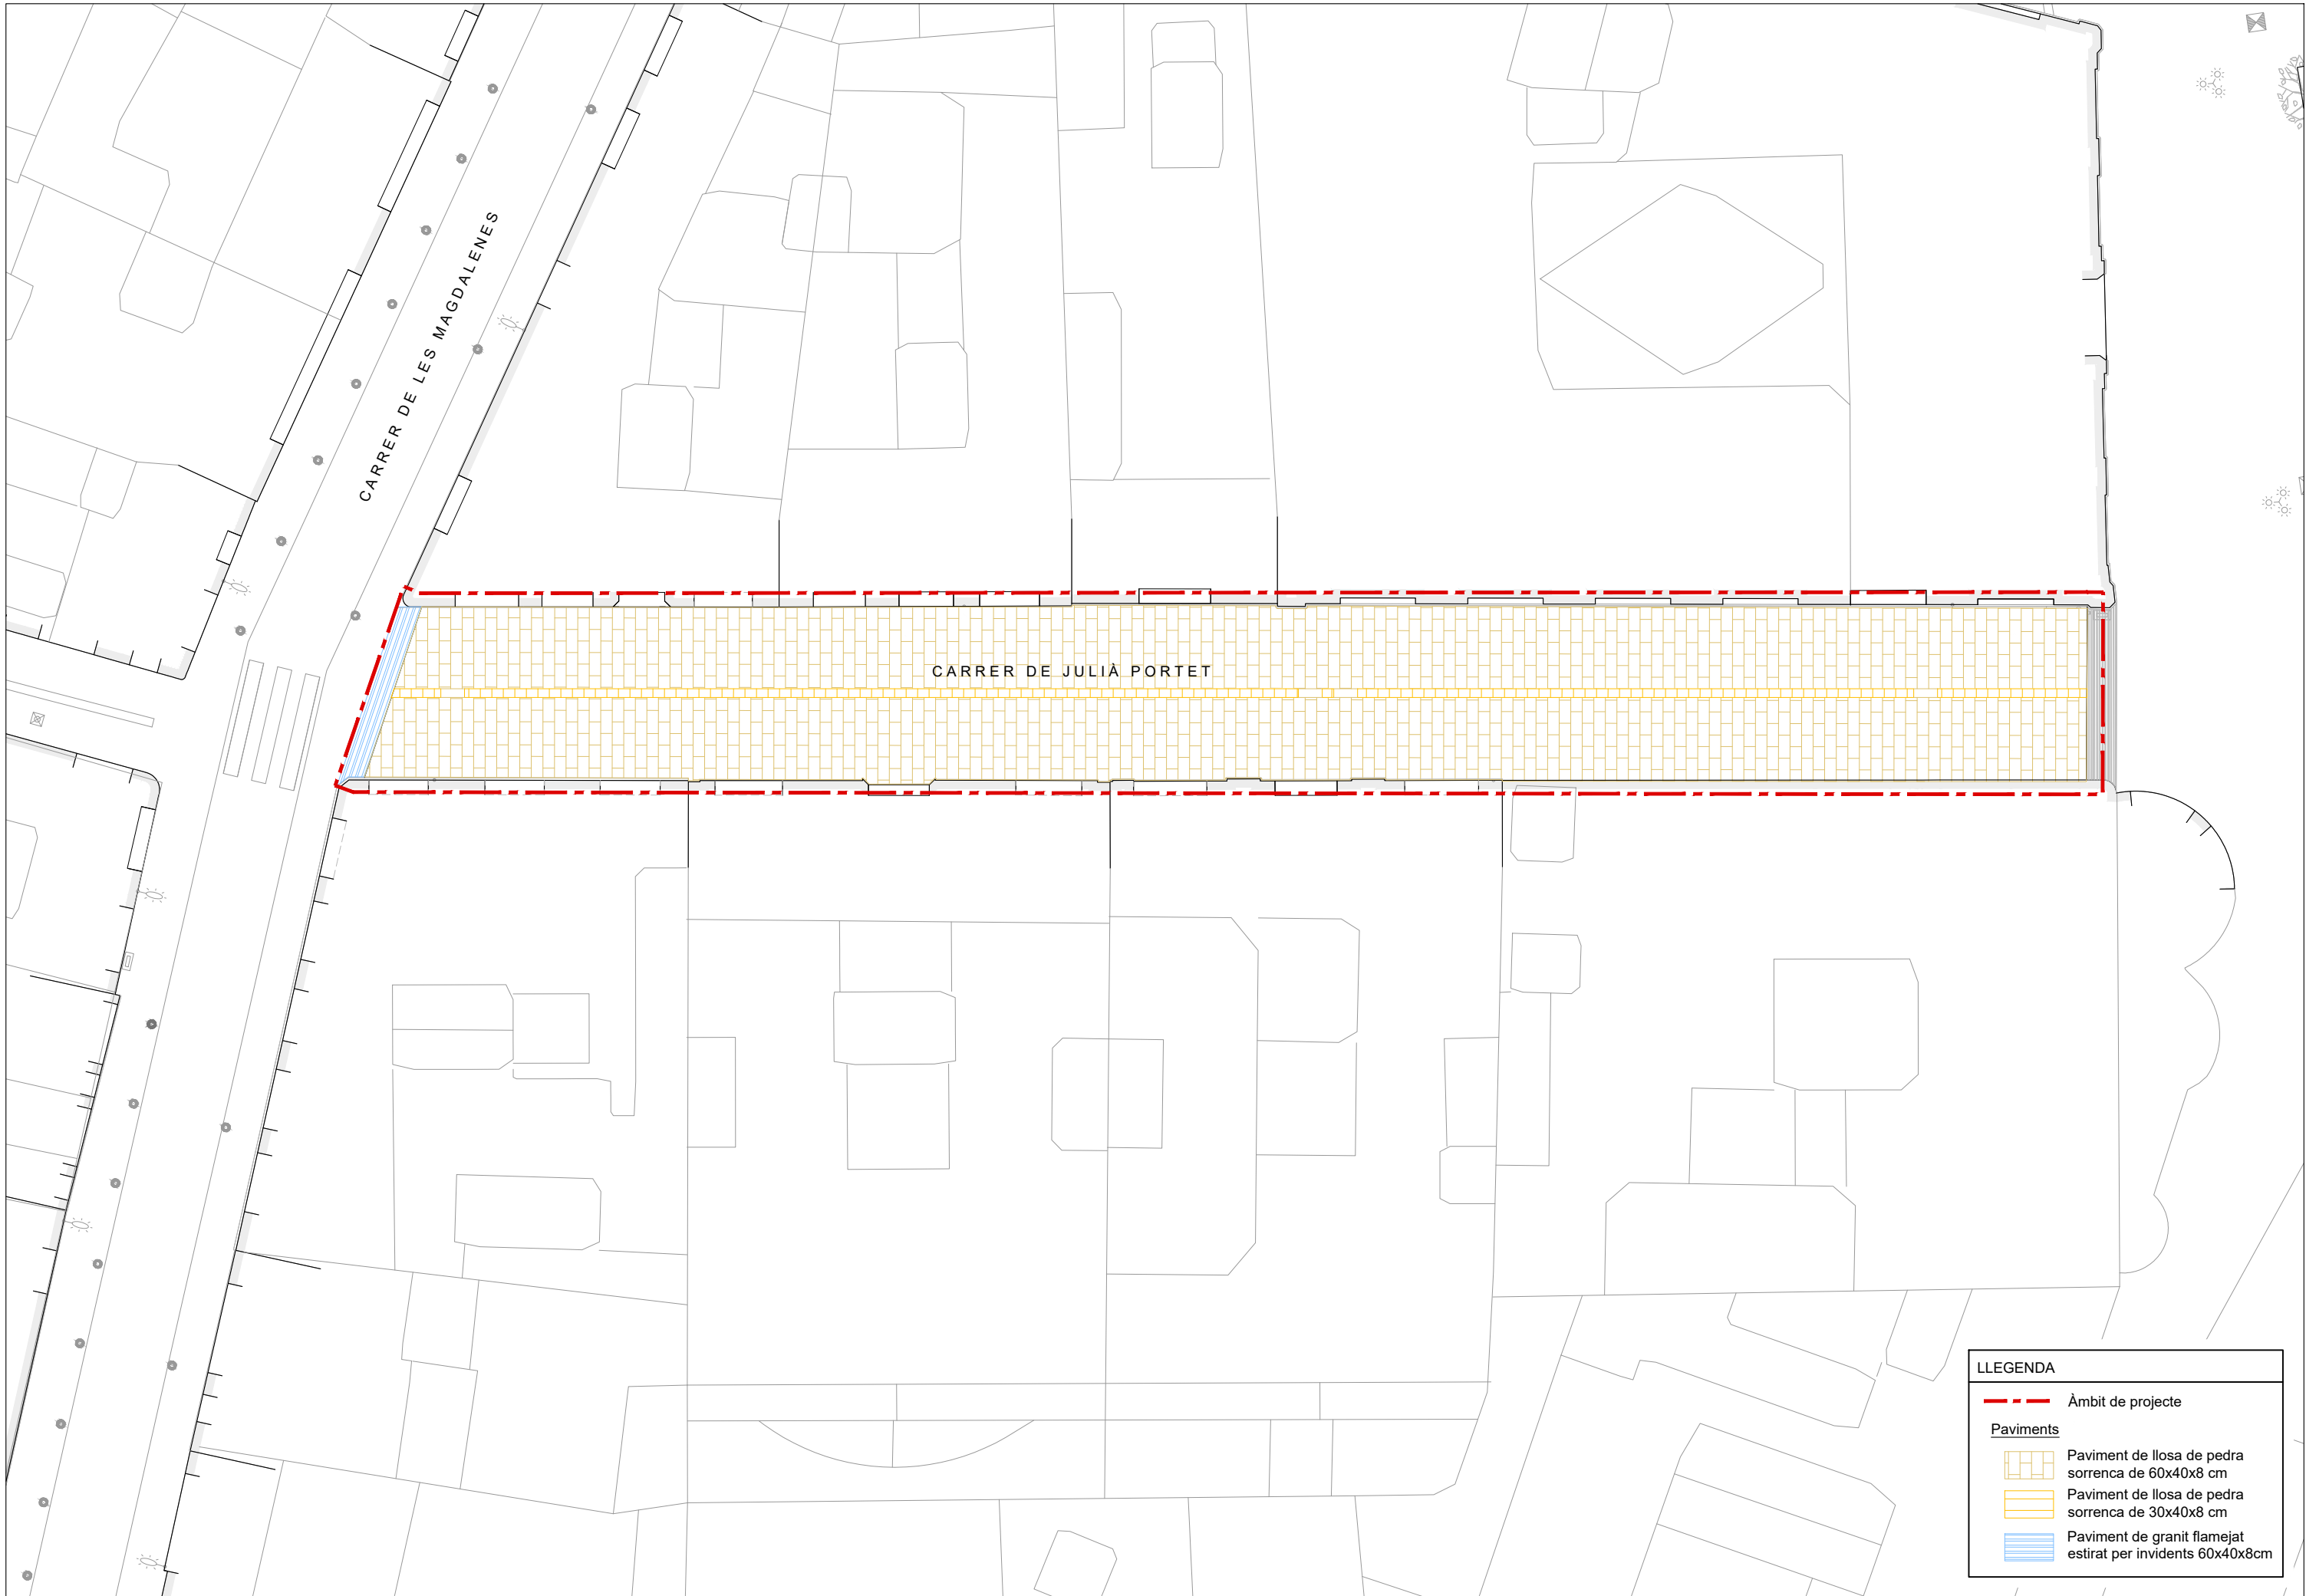 CARRER DE LES MAGDALENES
CARRER DE JULIÀ PORTET
LLEGENDA
Àmbit de projecte
Paviments
Paviment de llosa de pedra
sorrenca de 60x40x8 cm
Paviment de llosa de pedra
sorrenca de 30x40x8 cm
Paviment de granit flamejat
estirat per invidents 60x40x8cm